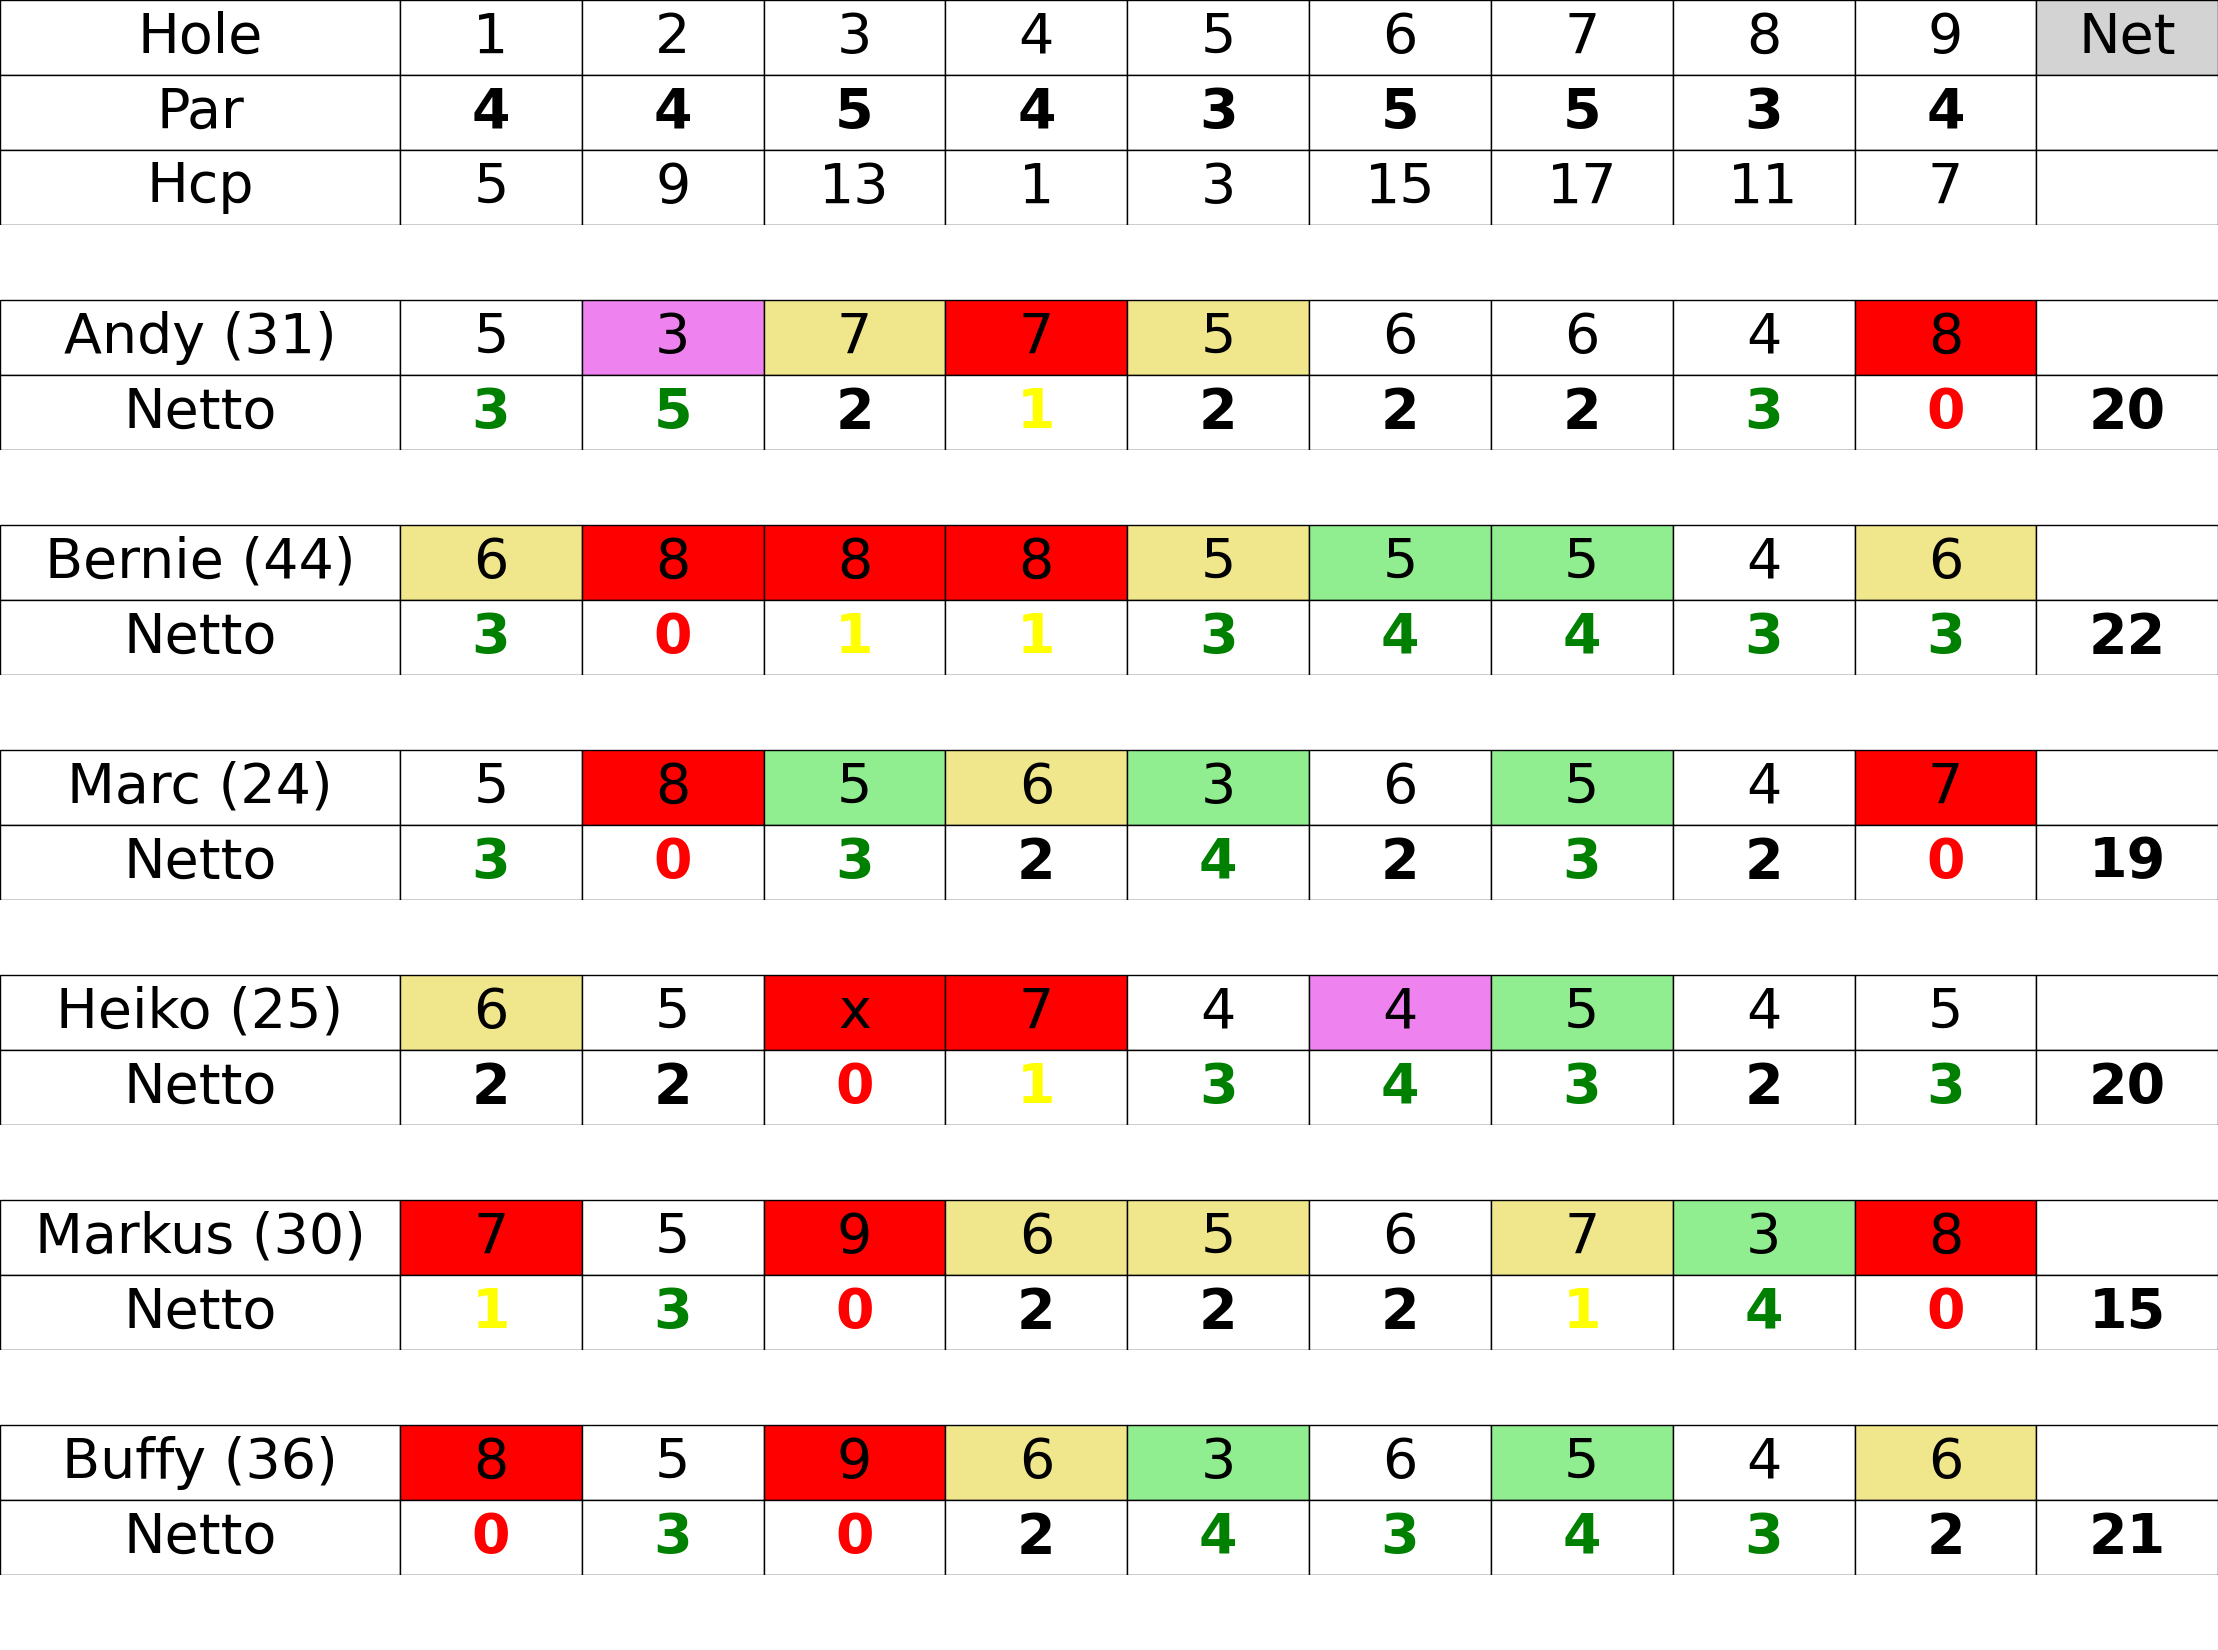 Hole 1 2 3 4 5 6 7 8 9 Net
Par 4 4 5 4 3 5 5 3 4
Hcp 5 9 13 1 3 15 17 11 7
Andy (31) 5 3 7 7 5 6 6 4 8
Netto 3 5 2 1 2 2 2 3 0 20
Bernie (44) 6 8 8 8 5 5 5 4 6
Netto 3 0 1 1 3 4 4 3 3 22
Marc (24) 5 8 5 6 3 6 5 4 7
Netto 3 0 3 2 4 2 3 2 0 19
Heiko (25) 6 5 x 7 4 4 5 4 5
Netto 2 2 0 1 3 4 3 2 3 20
Markus (30) 7 5 9 6 5 6 7 3 8
Netto 1 3 0 2 2 2 1 4 0 15
Buffy (36) 8 5 9 6 3 6 5 4 6
Netto 0 3 0 2 4 3 4 3 2 21